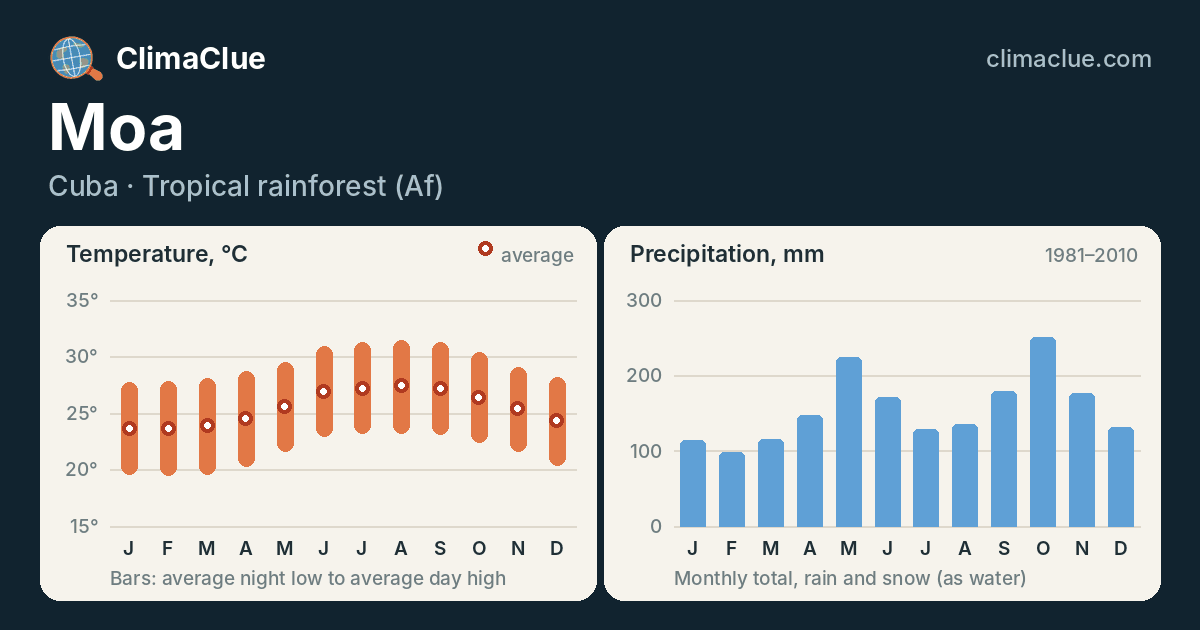 ClimaClue
climaclue.com
Moa
Cuba · Tropical rainforest (Af)
Temperature, °C
average
35°
30°
25°
20°
15°
J F M A M J J A S O N D
Bars: average night low to average day high
Precipitation, mm
1981–2010
300
200
100
0
J F M A M J J A S O N D
Monthly total, rain and snow (as water)